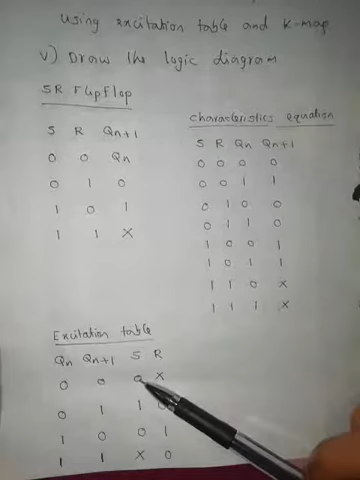 using excitation table and K-map
V) Draw the logic diagram
SR FlipFlop
S R Qn+1
0 0 Qn
0 1 0
1 0 1
1 1 X
characteristics equation
S R Qn Qn+1
0 0 0 0
0 0 1 1
0 1 0 0
0 1 1 0
1 0 0 1
1 0 1 1
1 1 0 X
1 1 1 X
Excitation table
Qn Qn+1 S R
0 0 0 X
0 1 1 0
1 0 0 1
1 1 X 0